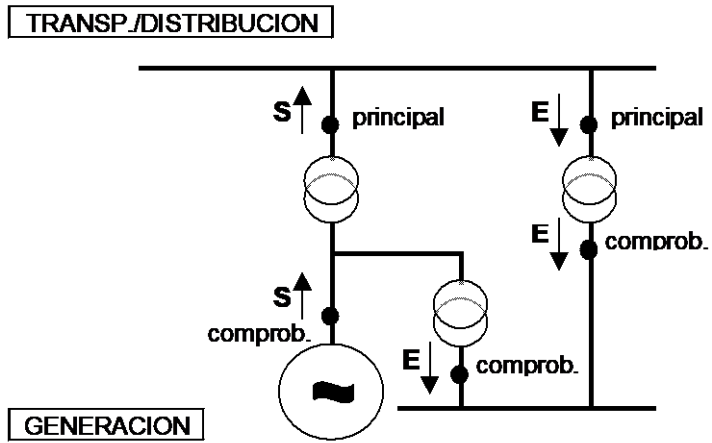 TRANSP./DISTRIBUCION
S principal
E principal
E comprob.
S
comprob.
E comprob.
GENERACION